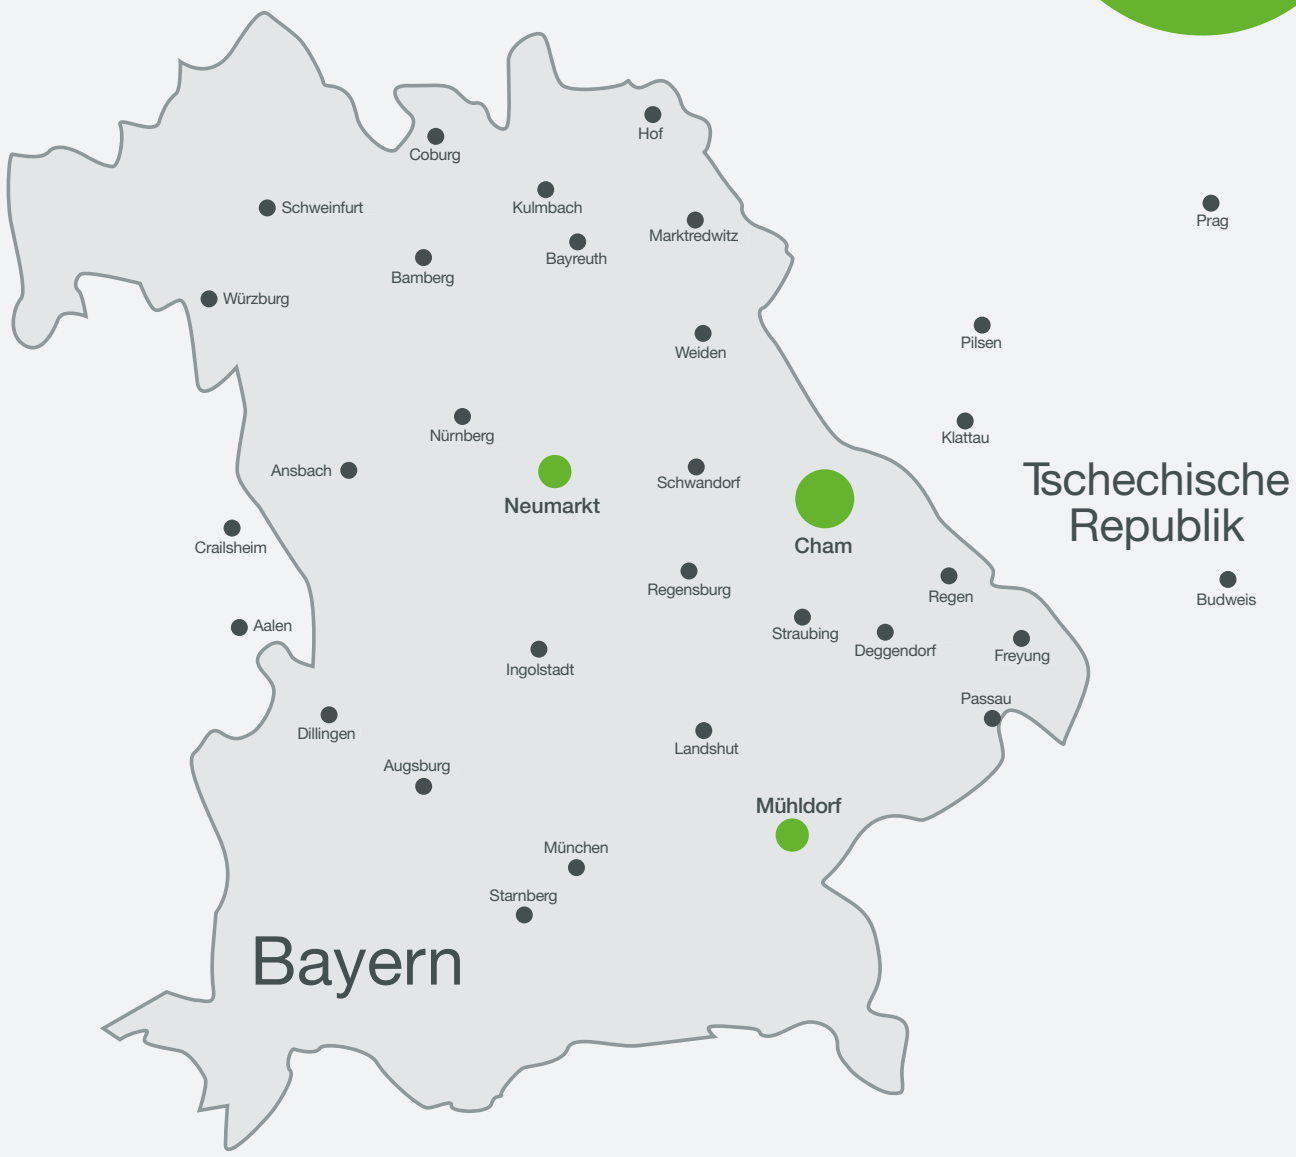 Hof
Coburg
Schweinfurt
Kulmbach
Prag
Marktredwitz
Bayreuth
Bamberg
Würzburg
Pilsen
Weiden
Nürnberg
Klattau
Ansbach
Schwandorf
Tschechische
Republik
Neumarkt
Cham
Crailsheim
Regensburg
Regen
Budweis
Aalen
Straubing
Deggendorf
Freyung
Ingolstadt
Passau
Dillingen
Landshut
Augsburg
Mühldorf
München
Starnberg
Bayern